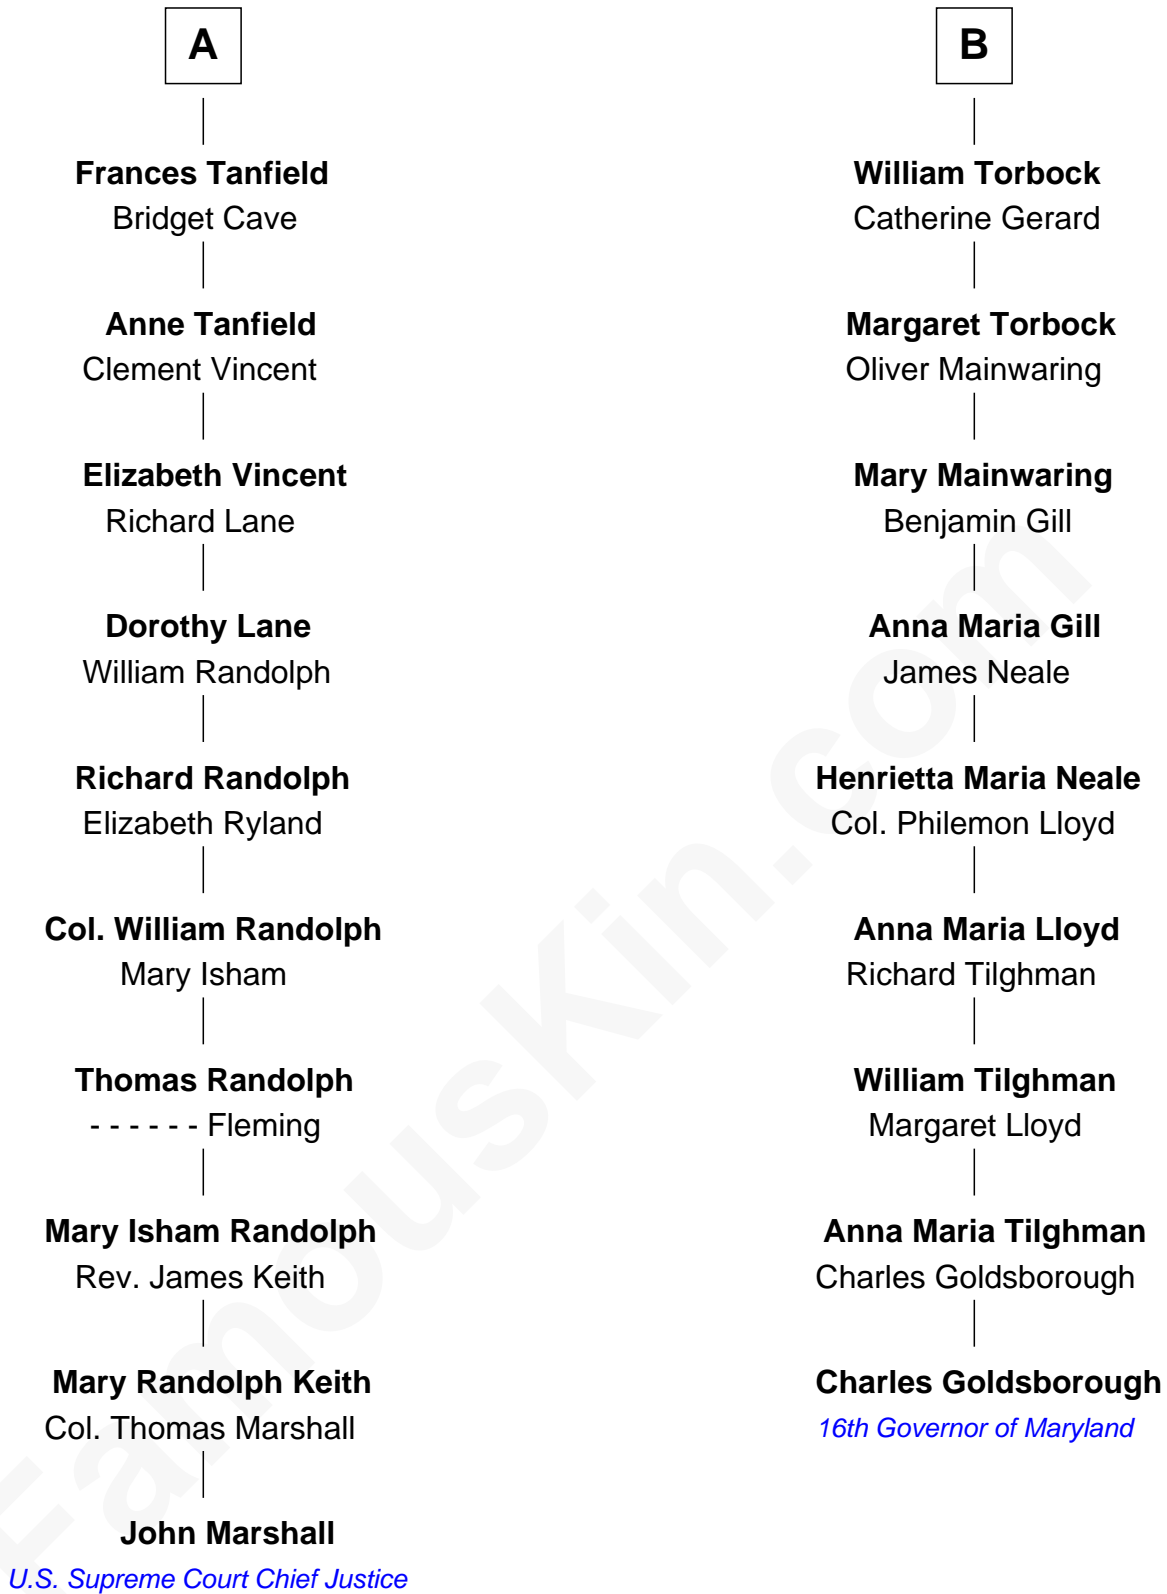 A
Frances Tanfield
Bridget Cave
Anne Tanfield
Clement Vincent
Elizabeth Vincent
Richard Lane
Dorothy Lane
William Randolph
Richard Randolph
Elizabeth Ryland
Col. William Randolph
Mary Isham
Thomas Randolph
- - - - - - Fleming
Mary Isham Randolph
Rev. James Keith
Mary Randolph Keith
Col. Thomas Marshall
John Marshall
U.S. Supreme Court Chief Justice
B
William Torbock
Catherine Gerard
Margaret Torbock
Oliver Mainwaring
Mary Mainwaring
Benjamin Gill
Anna Maria Gill
James Neale
Henrietta Maria Neale
Col. Philemon Lloyd
Anna Maria Lloyd
Richard Tilghman
William Tilghman
Margaret Lloyd
Anna Maria Tilghman
Charles Goldsborough
Charles Goldsborough
16th Governor of Maryland
FamousKin.com